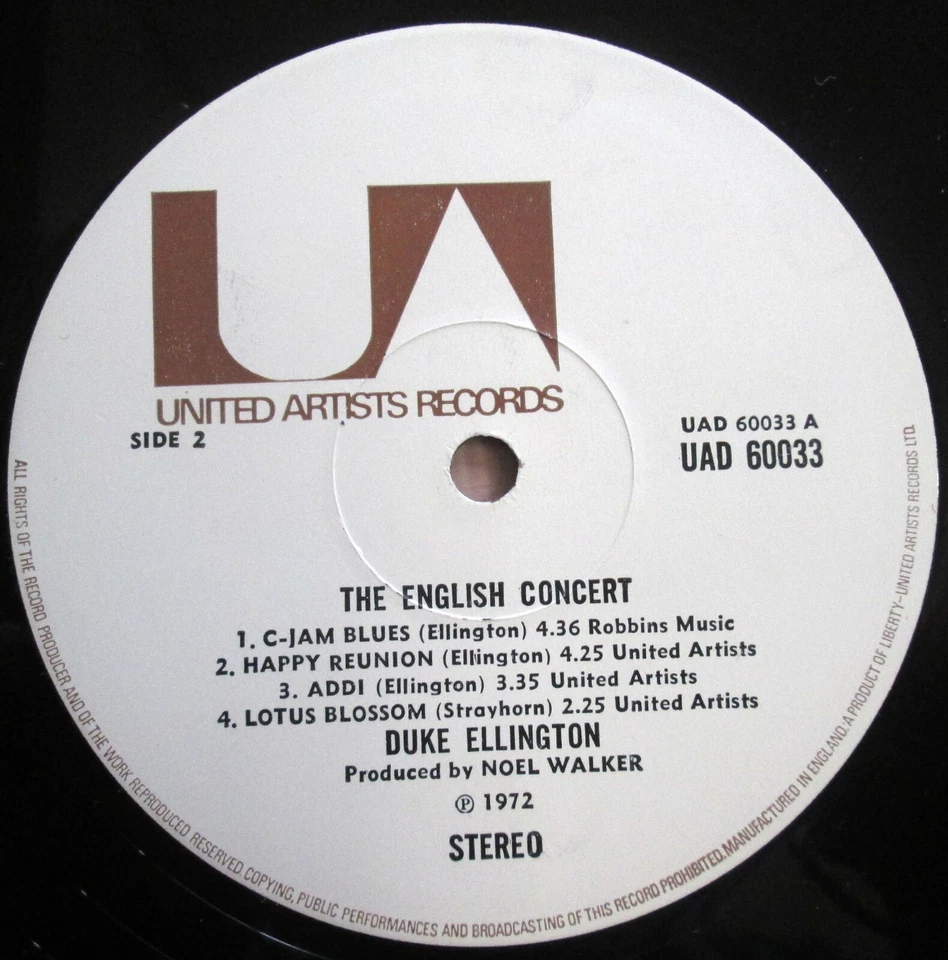 UA
UNITED ARTISTS RECORDS
SIDE 2
UAD 60033 A
UAD 60033
THE ENGLISH CONCERT
1. C-JAM BLUES (Ellington) 4.36 Robbins Music
2. HAPPY REUNION (Ellington) 4.25 United Artists
3. ADDI (Ellington) 3.35 United Artists
4. LOTUS BLOSSOM (Strayhorn) 2.25 United Artists
DUKE ELLINGTON
Produced by NOEL WALKER
℗ 1972
STEREO
ALL RIGHTS OF THE RECORD PRODUCER AND OF THE WORK REPRODUCED RESERVED. COPYING, PUBLIC PERFORMANCES AND BROADCASTING OF THIS RECORD PROHIBITED. MANUFACTURED IN ENGLAND. A PRODUCT OF LIBERTY-UNITED ARTISTS RECORDS LTD.